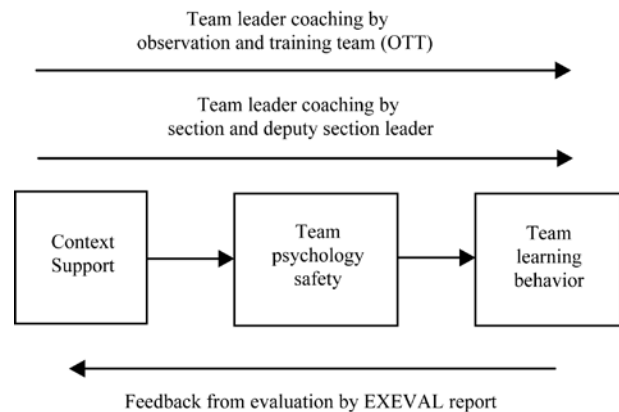 Team leader coaching by
observation and training team (OTT)
Team leader coaching by
section and deputy section leader
Context
Support
Team
psychology
safety
Team
learning
behavior
Feedback from evaluation by EXEVAL report